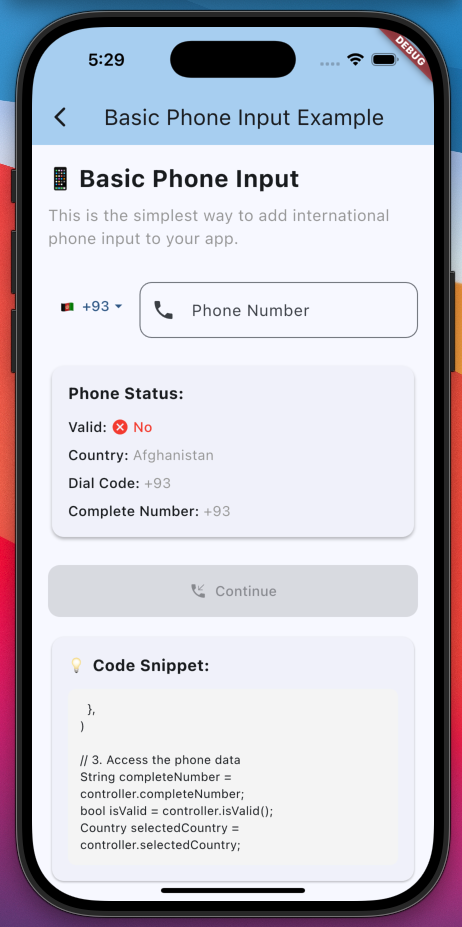 5:29
DEBUG
Basic Phone Input Example
Basic Phone Input
This is the simplest way to add international
phone input to your app.
+93
Phone Number
Phone Status:
Valid: No
Country: Afghanistan
Dial Code: +93
Complete Number: +93
Continue
Code Snippet:
},
)
// 3. Access the phone data
String completeNumber =
controller.completeNumber;
bool isValid = controller.isValid();
Country selectedCountry =
controller.selectedCountry;